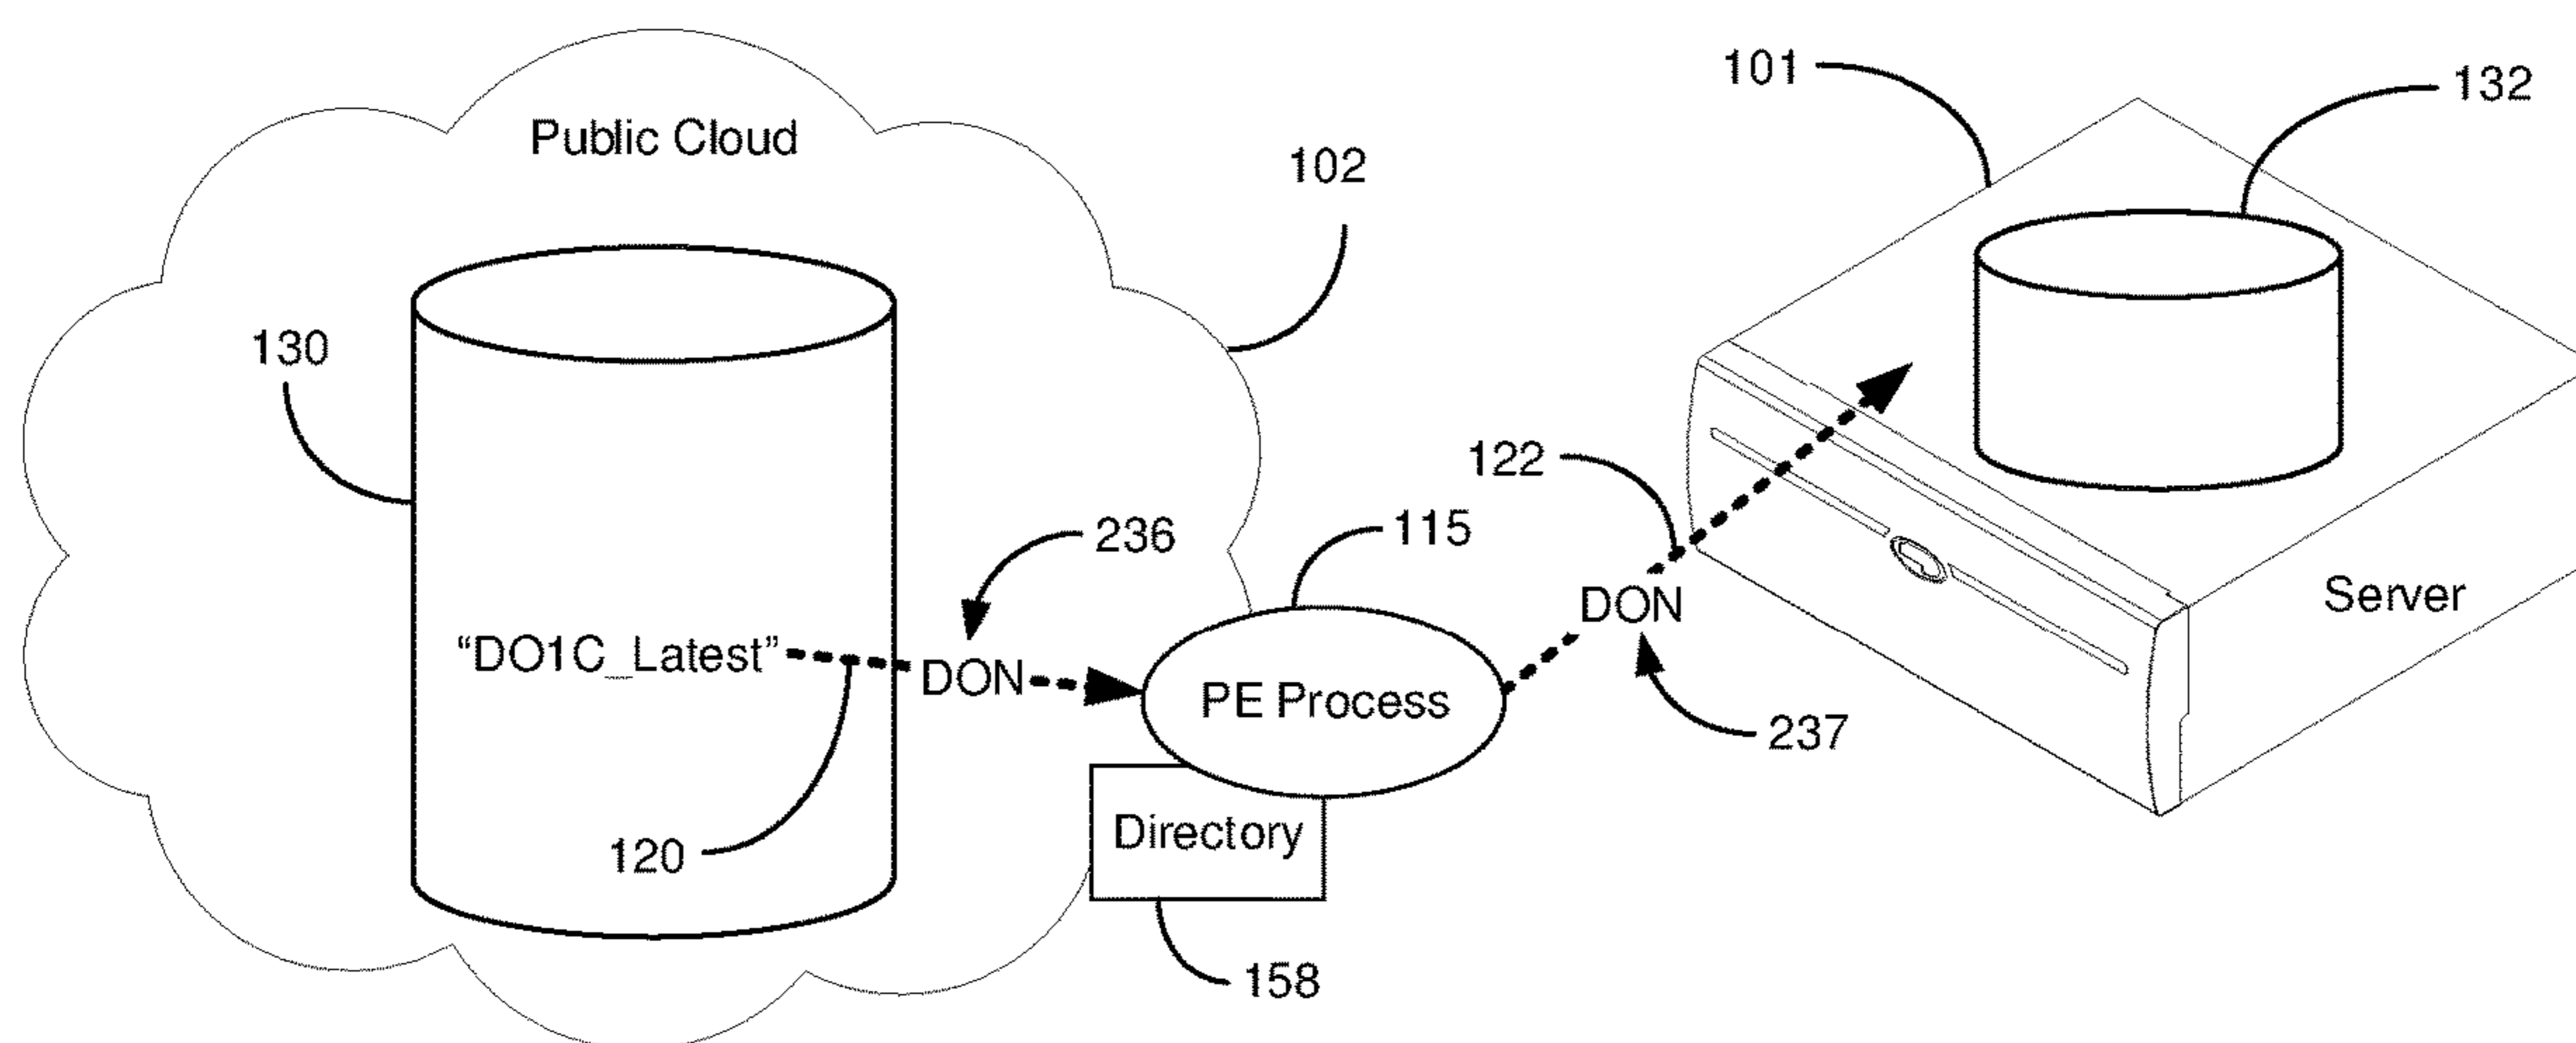 101
132
Public Cloud
102
130
122
115
236
Server
DON
"DO1C_Latest"
DON
PE Process
237
Directory
120
158